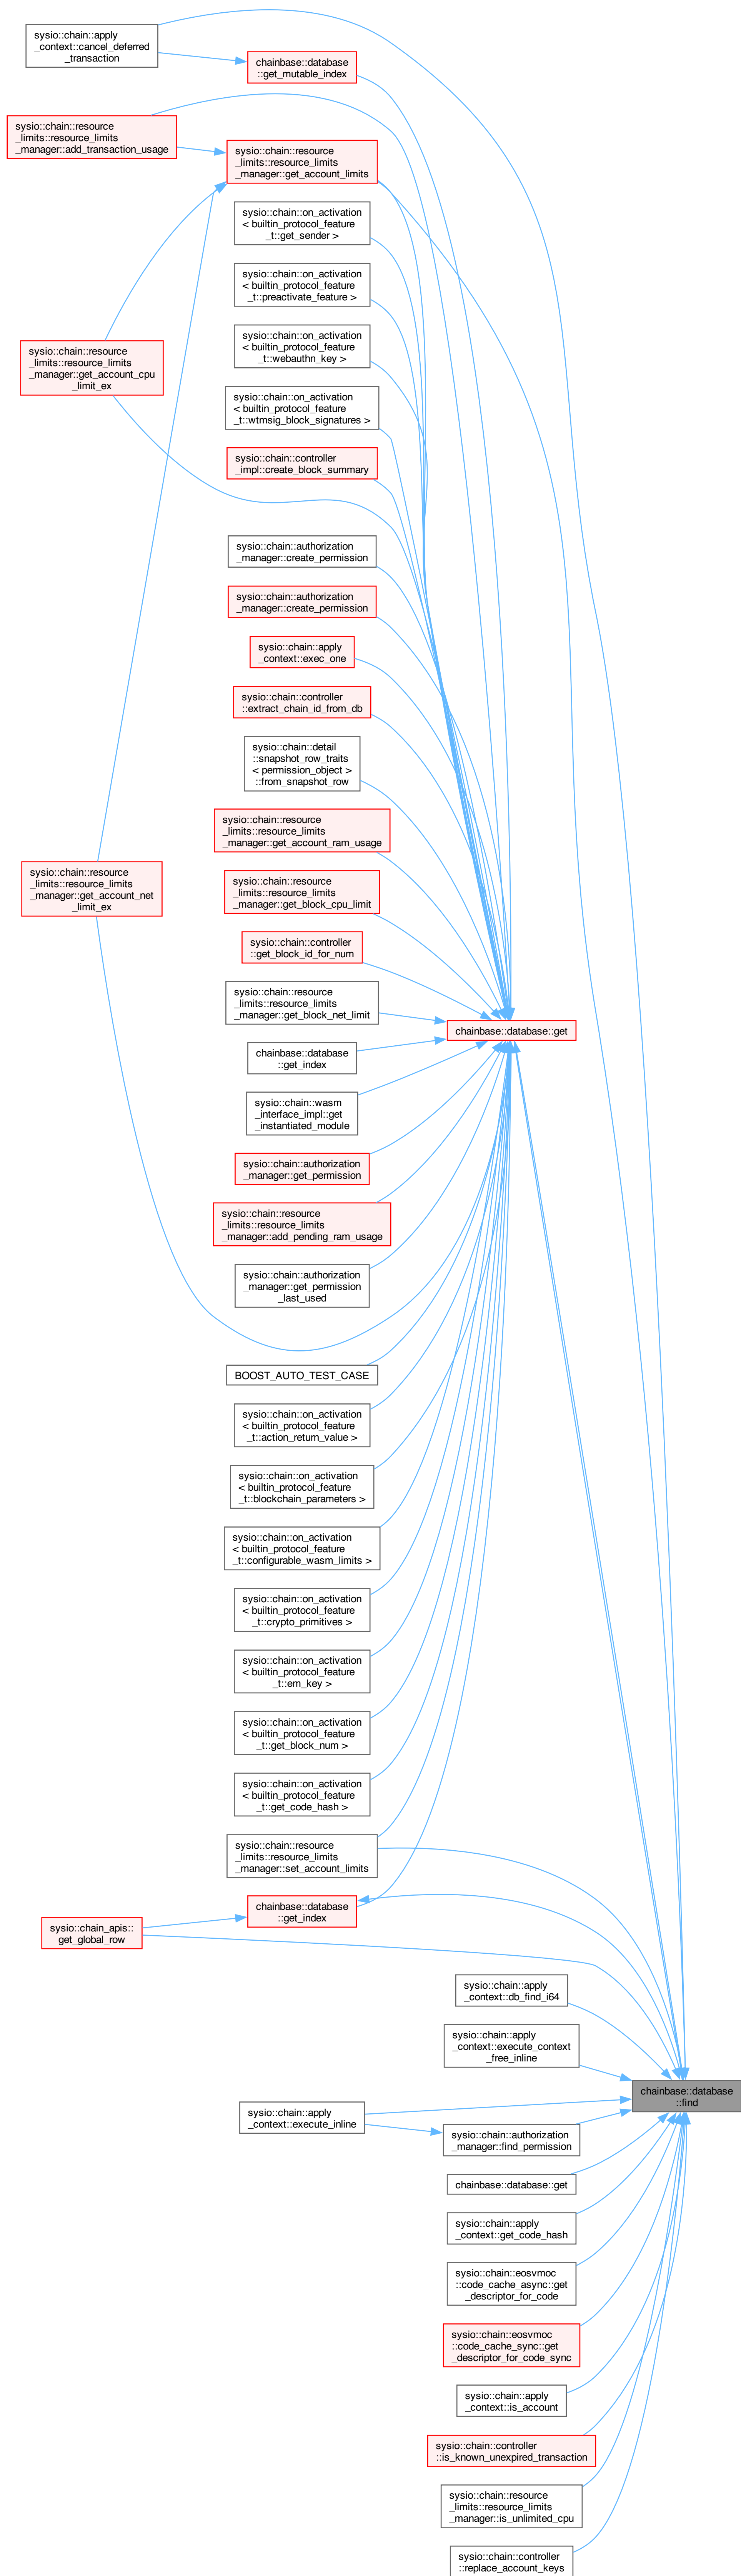 sysio::chain::apply
_context::cancel_deferred
_transaction
chainbase::database
::get_mutable_index
sysio::chain::resource
_limits::resource_limits
_manager::add_transaction_usage
sysio::chain::resource
_limits::resource_limits
_manager::get_account_limits
sysio::chain::on_activation
< builtin_protocol_feature
_t::get_sender >
sysio::chain::on_activation
< builtin_protocol_feature
_t::preactivate_feature >
sysio::chain::on_activation
< builtin_protocol_feature
_t::webauthn_key >
sysio::chain::resource
_limits::resource_limits
_manager::get_account_cpu
_limit_ex
sysio::chain::on_activation
< builtin_protocol_feature
_t::wtmsig_block_signatures >
sysio::chain::controller
_impl::create_block_summary
sysio::chain::authorization
_manager::create_permission
sysio::chain::authorization
_manager::create_permission
sysio::chain::apply
_context::exec_one
sysio::chain::controller
::extract_chain_id_from_db
sysio::chain::detail
::snapshot_row_traits
< permission_object >
::from_snapshot_row
sysio::chain::resource
_limits::resource_limits
_manager::get_account_ram_usage
sysio::chain::resource
_limits::resource_limits
_manager::get_account_net
_limit_ex
sysio::chain::resource
_limits::resource_limits
_manager::get_block_cpu_limit
sysio::chain::controller
::get_block_id_for_num
sysio::chain::resource
_limits::resource_limits
_manager::get_block_net_limit
chainbase::database::get
chainbase::database
::get_index
sysio::chain::wasm
_interface_impl::get
_instantiated_module
sysio::chain::authorization
_manager::get_permission
sysio::chain::resource
_limits::resource_limits
_manager::add_pending_ram_usage
sysio::chain::authorization
_manager::get_permission
_last_used
BOOST_AUTO_TEST_CASE
sysio::chain::on_activation
< builtin_protocol_feature
_t::action_return_value >
sysio::chain::on_activation
< builtin_protocol_feature
_t::blockchain_parameters >
sysio::chain::on_activation
< builtin_protocol_feature
_t::configurable_wasm_limits >
sysio::chain::on_activation
< builtin_protocol_feature
_t::crypto_primitives >
sysio::chain::on_activation
< builtin_protocol_feature
_t::em_key >
sysio::chain::on_activation
< builtin_protocol_feature
_t::get_block_num >
sysio::chain::on_activation
< builtin_protocol_feature
_t::get_code_hash >
sysio::chain::resource
_limits::resource_limits
_manager::set_account_limits
chainbase::database
::get_index
sysio::chain_apis::
get_global_row
sysio::chain::apply
_context::db_find_i64
sysio::chain::apply
_context::execute_context
_free_inline
chainbase::database
::find
sysio::chain::apply
_context::execute_inline
sysio::chain::authorization
_manager::find_permission
chainbase::database::get
sysio::chain::apply
_context::get_code_hash
sysio::chain::eosvmoc
::code_cache_async::get
_descriptor_for_code
sysio::chain::eosvmoc
::code_cache_sync::get
_descriptor_for_code_sync
sysio::chain::apply
_context::is_account
sysio::chain::controller
::is_known_unexpired_transaction
sysio::chain::resource
_limits::resource_limits
_manager::is_unlimited_cpu
sysio::chain::controller
::replace_account_keys